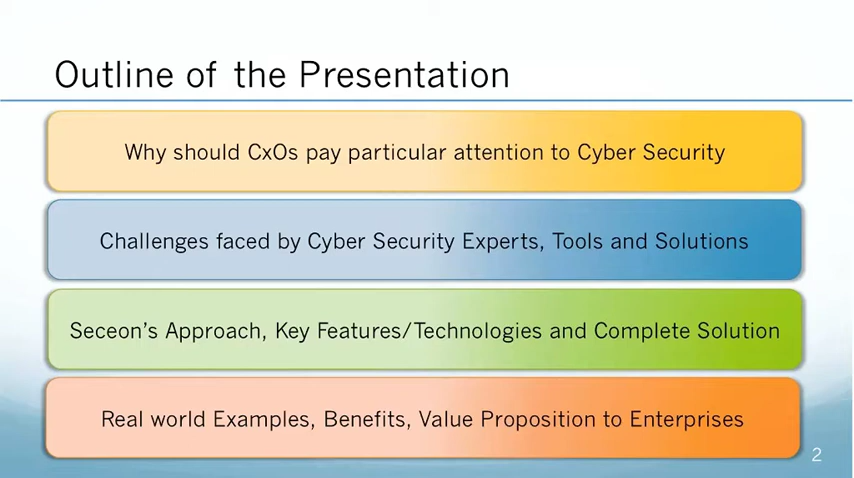 Outline of the Presentation
Why should CxOs pay particular attention to Cyber Security
Challenges faced by Cyber Security Experts, Tools and Solutions
Seceon’s Approach, Key Features/Technologies and Complete Solution
Real world Examples, Benefits, Value Proposition to Enterprises
2